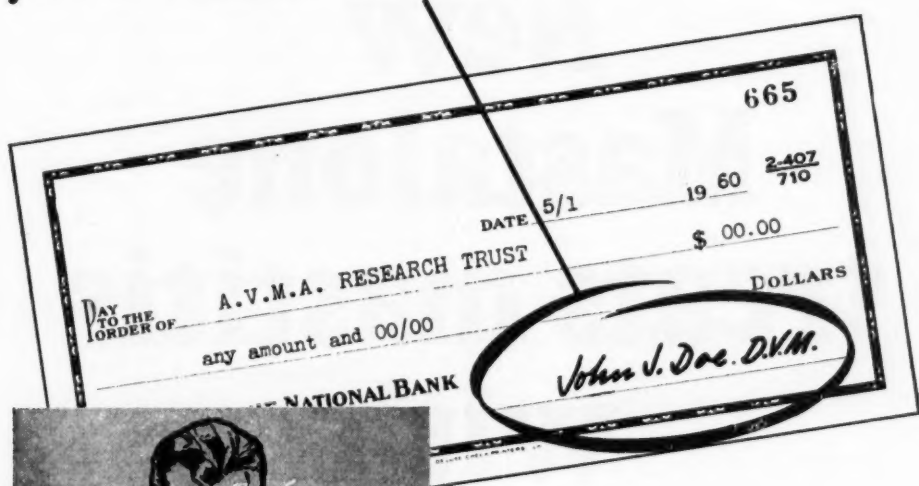 665
DATE 5/1 19 60 2-407
710
PAY TO THE ORDER OF A.V.M.A. RESEARCH TRUST $ 00.00
any amount and 00/00 DOLLARS
NATIONAL BANK
John J. Doe. D.V.M.